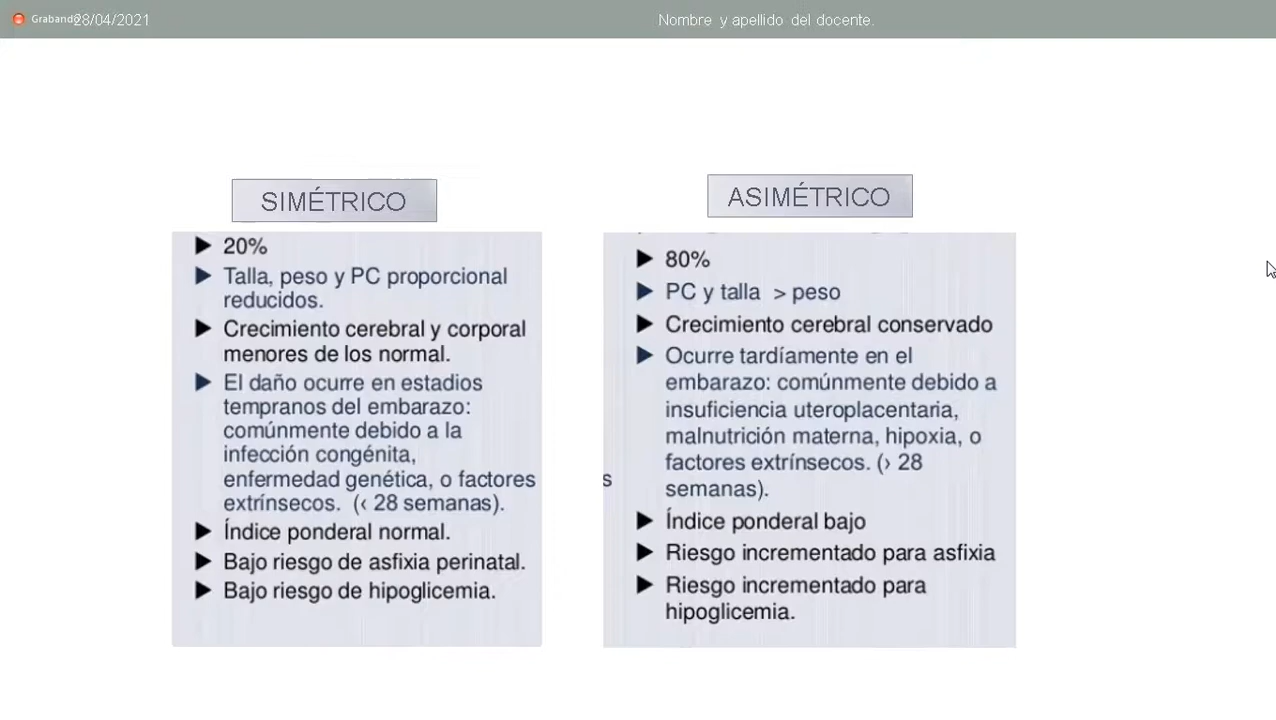 Grabando
28/04/2021
Nombre y apellido del docente.
SIMÉTRICO
20%
Talla, peso y PC proporcional
reducidos.
Crecimiento cerebral y corporal
menores de los normal.
El daño ocurre en estadios
tempranos del embarazo:
comúnmente debido a la
infección congénita,
enfermedad genética, o factores
extrínsecos. (‹ 28 semanas).
Índice ponderal normal.
Bajo riesgo de asfixia perinatal.
Bajo riesgo de hipoglicemia.
ASIMÉTRICO
80%
PC y talla > peso
Crecimiento cerebral conservado
Ocurre tardíamente en el
embarazo: comúnmente debido a
insuficiencia uteroplacentaria,
malnutrición materna, hipoxia, o
factores extrínsecos. (› 28
s
semanas).
Índice ponderal bajo
Riesgo incrementado para asfixia
Riesgo incrementado para
hipoglicemia.